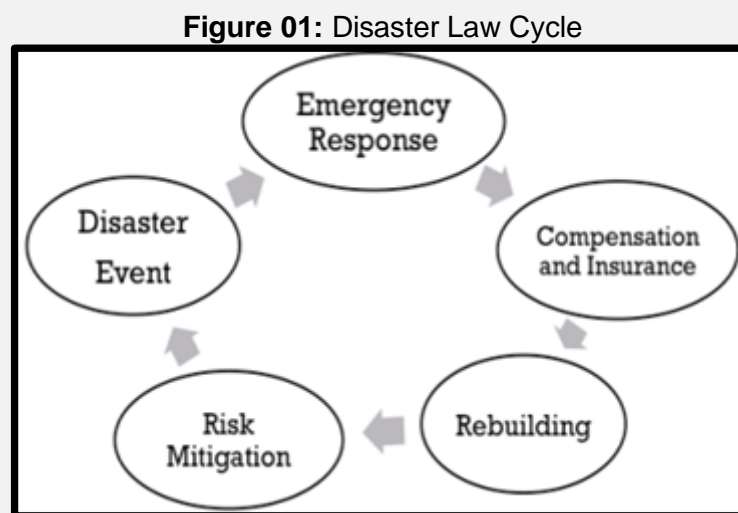 Figure 01: Disaster Law Cycle
Emergency
Response
Disaster
Event
Compensation
and Insurance
Risk
Mitigation
Rebuilding